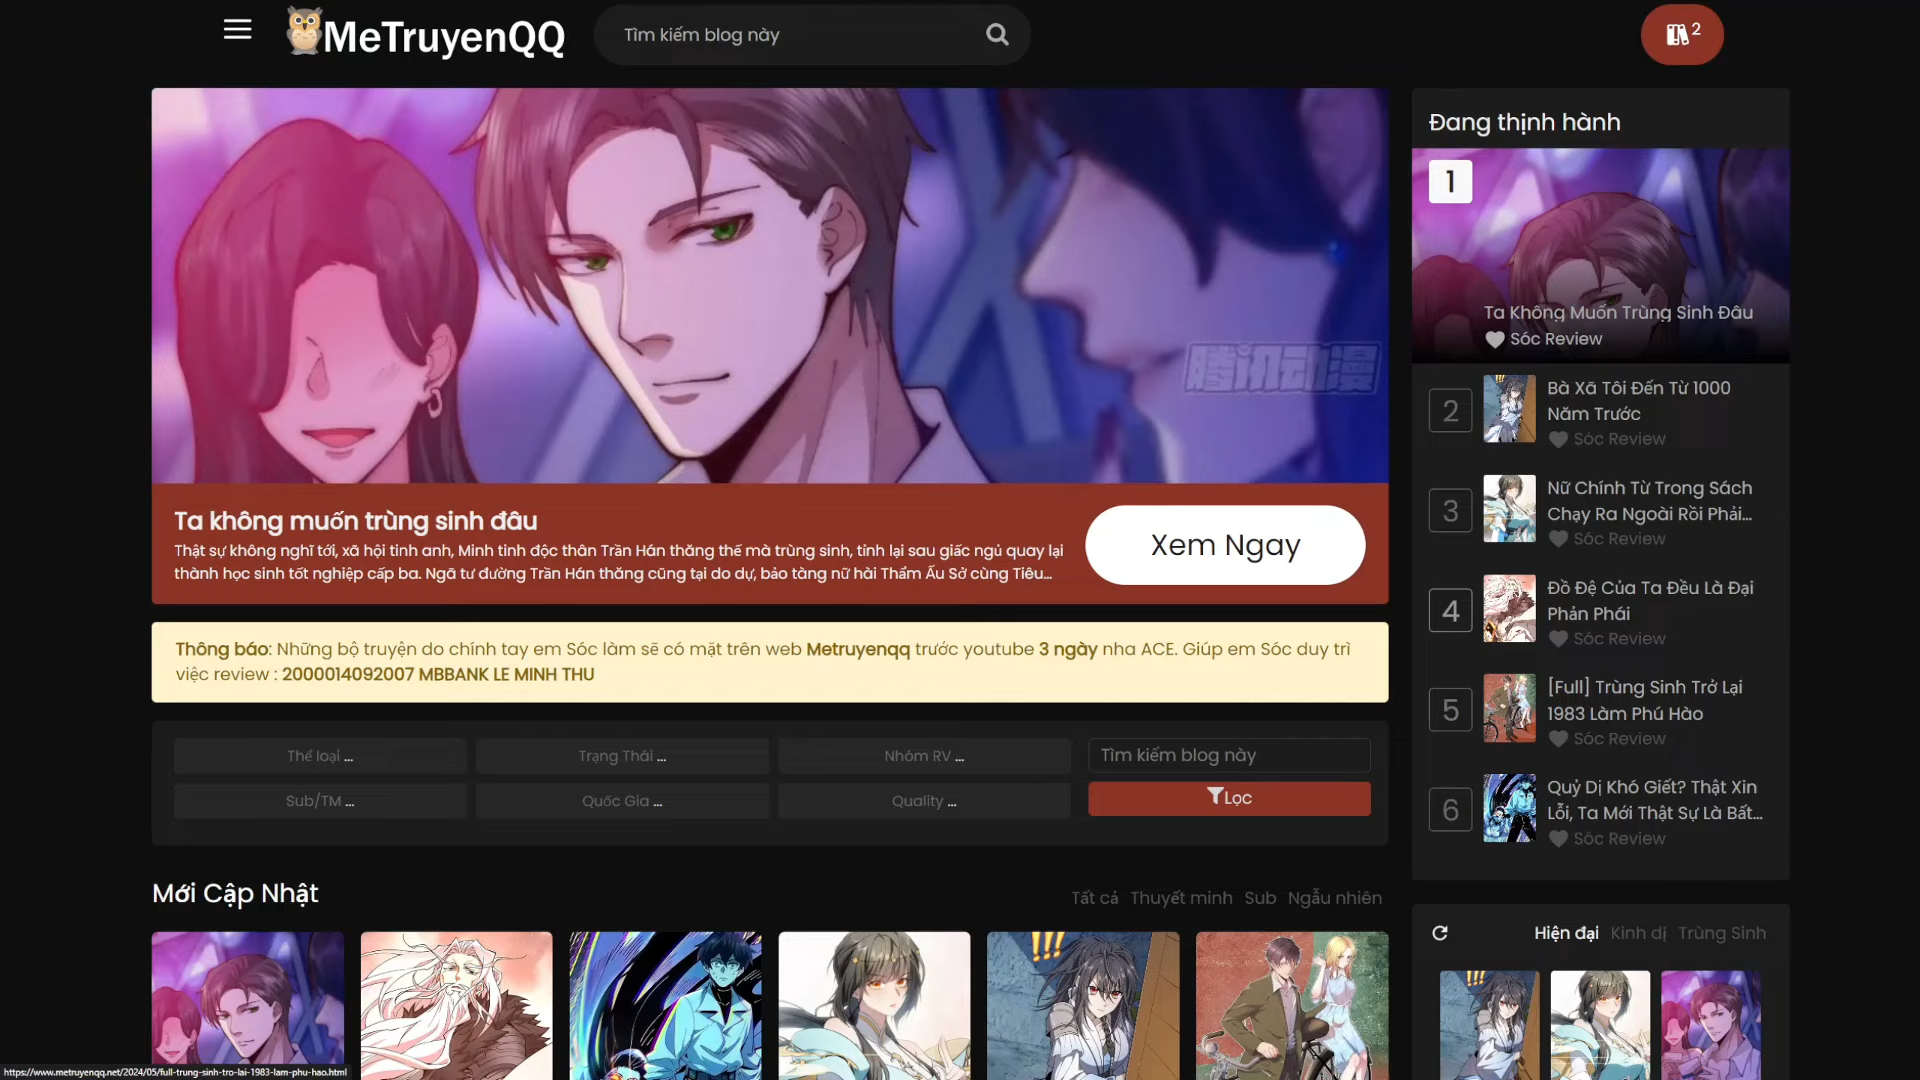 MeTruyenQQ
Tìm kiếm blog này
2
腾讯动漫
Ta không muốn trùng sinh đâu
Thật sự không nghĩ tới, xã hội tinh anh, Minh tinh độc thân Trần Hán thăng thế mà trùng sinh, tỉnh lại sau giấc ngủ quay lại
thành học sinh tốt nghiệp cấp ba. Ngã tư đường Trần Hán thăng cũng tại do dự, bảo tàng nữ hài Thẩm Ấu Sở cùng Tiêu...
Xem Ngay
Thông báo: Những bộ truyện do chính tay em Sóc làm sẽ có mặt trên web Metruyenqq trước youtube 3 ngày nha ACE. Giúp em Sóc duy trì
việc review : 2000014092007 MBBANK LE MINH THU
Thể loại ...
Trạng Thái ...
Nhóm RV ...
Tìm kiếm blog này
Sub/TM ...
Quốc Gia ...
Quality ...
Lọc
Mới Cập Nhật
Tất cả Thuyết minh Sub Ngẫu nhiên
Đang thịnh hành
1
Ta Không Muốn Trùng Sinh Đâu
Sóc Review
2
Bà Xã Tôi Đến Từ 1000
Năm Trước
Sóc Review
3
Nữ Chính Từ Trong Sách
Chạy Ra Ngoài Rồi Phải...
Sóc Review
4
Đồ Đệ Của Ta Đều Là Đại
Phản Phái
Sóc Review
5
[Full] Trùng Sinh Trở Lại
1983 Làm Phú Hào
Sóc Review
6
Quỷ Dị Khó Giết? Thật Xin
Lỗi, Ta Mới Thật Sự Là Bất...
Sóc Review
Hiện đại Kinh dị Trùng Sinh
!!!
!!!
https://www.metruyenqq.net/2024/05/full-trung-sinh-tro-lai-1983-lam-phu-hao.html